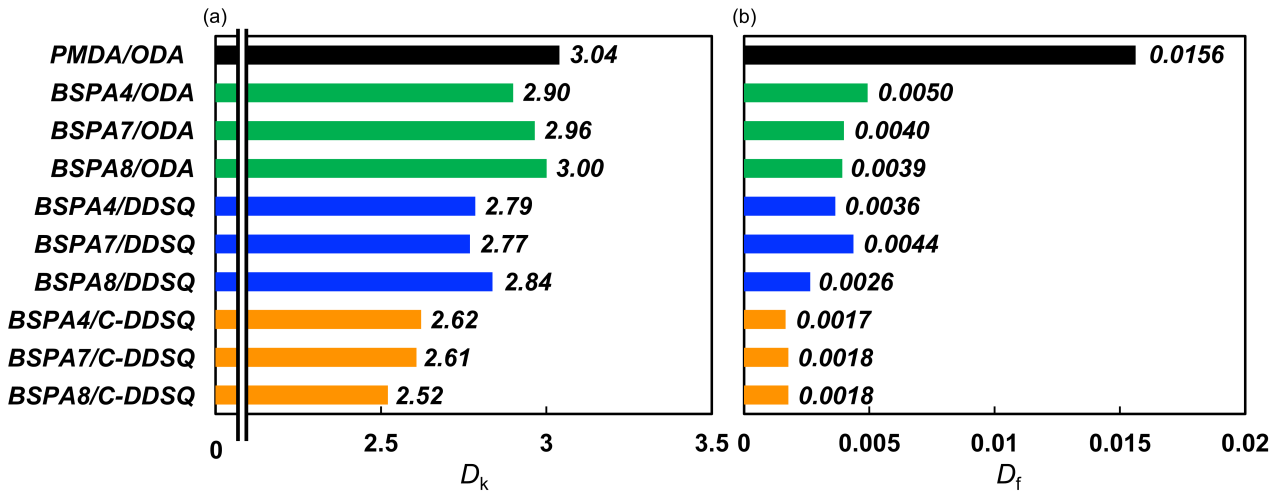 (a)
PMDA/ODA 3.04
BSPA4/ODA 2.90
BSPA7/ODA 2.96
BSPA8/ODA 3.00
BSPA4/DDSQ 2.79
BSPA7/DDSQ 2.77
BSPA8/DDSQ 2.84
BSPA4/C-DDSQ 2.62
BSPA7/C-DDSQ 2.61
BSPA8/C-DDSQ 2.52
0 2.5 3 3.5
Dk
(b)
0.0156
0.0050
0.0040
0.0039
0.0036
0.0044
0.0026
0.0017
0.0018
0.0018
0 0.005 0.01 0.015 0.02
Df